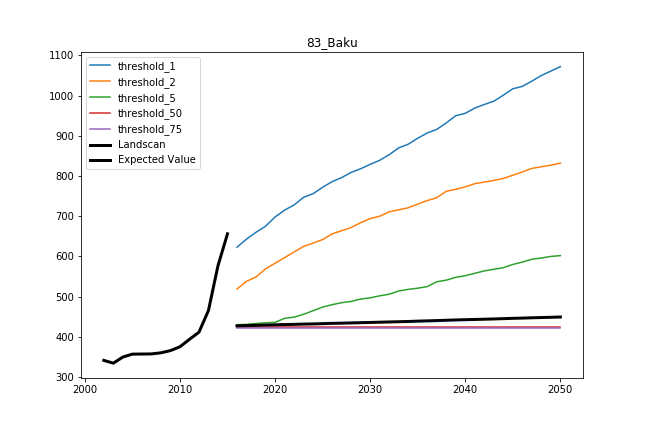 83_Baku
1100
1000
900
800
700
600
500
400
300
threshold_1
threshold_2
threshold_5
threshold_50
threshold_75
Landscan
Expected Value
2000 2010 2020 2030 2040 2050